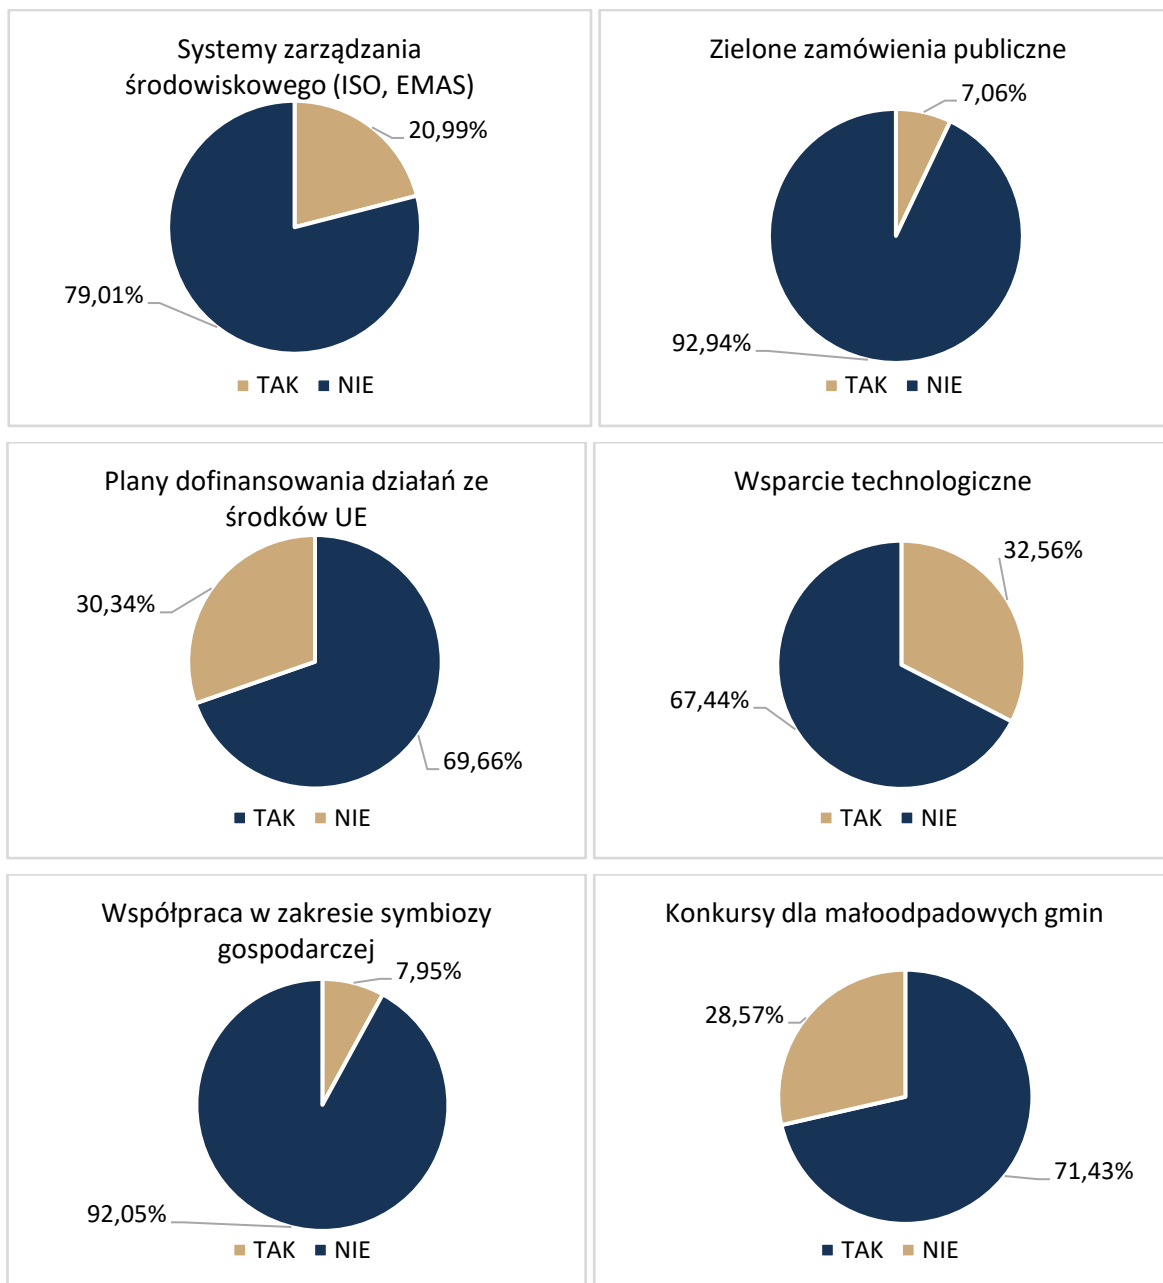 Systemy zarządzania
środowiskowego (ISO, EMAS)
20,99%
79,01%
TAK NIE
Zielone zamówienia publiczne
7,06%
92,94%
TAK NIE
Plany dofinansowania działań ze
środków UE
30,34%
69,66%
TAK NIE
Wsparcie technologiczne
32,56%
67,44%
TAK NIE
Współpraca w zakresie symbiozy
gospodarczej
7,95%
92,05%
TAK NIE
Konkursy dla małoodpadowych gmin
28,57%
71,43%
TAK NIE